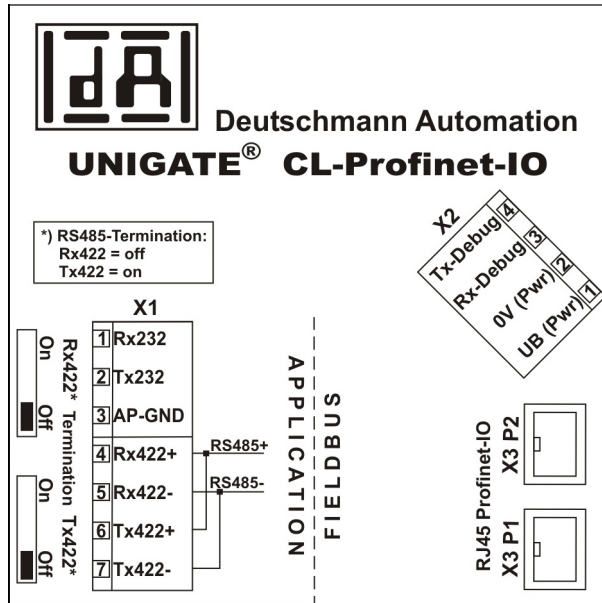 dA
Deutschmann Automation
UNIGATE® CL-Profinet-IO
*) RS485-Termination:
Rx422 = off
Tx422 = on
X2
Tx-Debug 4
Rx-Debug 3
0V (Pwr) 2
UB (Pwr) 1
X1
1 Rx232
2 Tx232
3 AP-GND
4 Rx422+
5 Rx422-
6 Tx422+
7 Tx422-
RS485+
RS485-
On Off
Rx422* Termination Tx422*
On Off
APPLICATION
FIELDBUS
RJ45 Profinet-IO
X3 P2
X3 P1